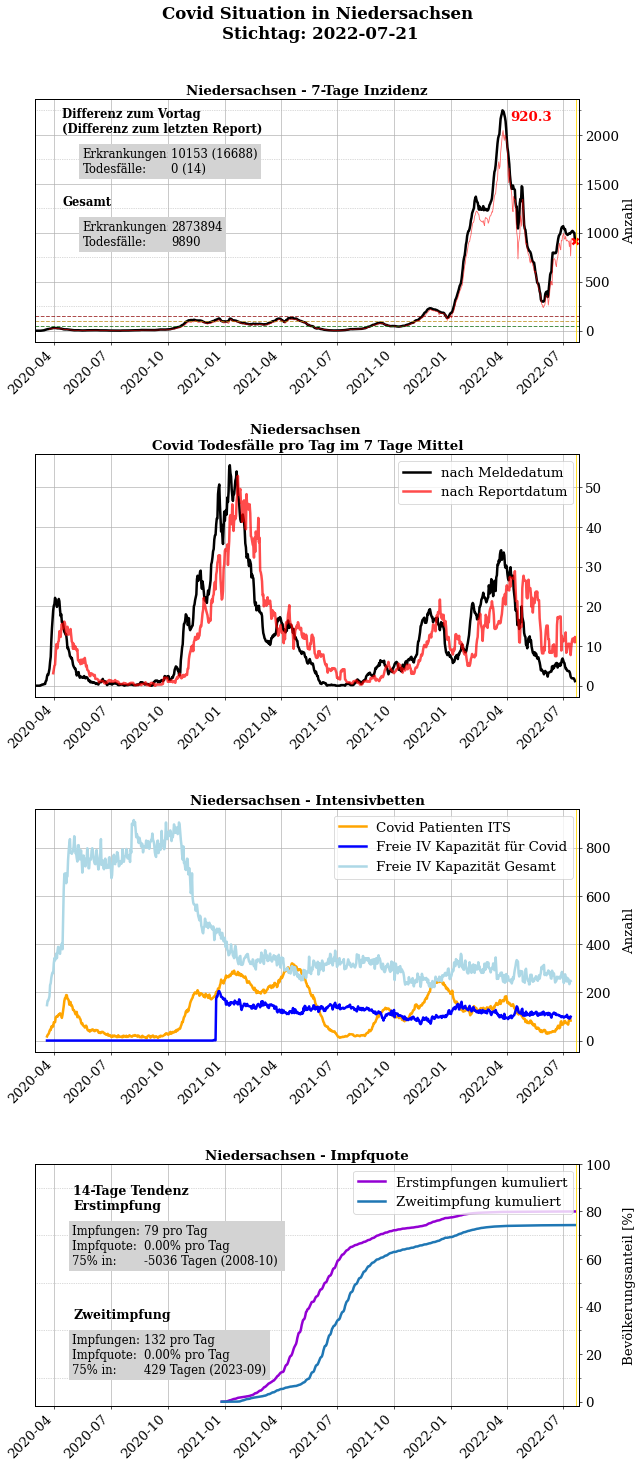 Covid Situation in Niedersachsen
Stichtag: 2022-07-21
Niedersachsen - 7-Tage Inzidenz
Differenz zum Vortag
(Differenz zum letzten Report)
Erkrankungen 10153 (16688)
Todesfälle: 0 (14)
Gesamt
Erkrankungen 2873894
Todesfälle: 9890
920.3
2000
1500
1000
500
0
Anzahl
2020-04 2020-07 2020-10 2021-01 2021-04 2021-07 2021-10 2022-01 2022-04 2022-07
Niedersachsen
Covid Todesfälle pro Tag im 7 Tage Mittel
nach Meldedatum
nach Reportdatum
50
40
30
20
10
0
2020-04 2020-07 2020-10 2021-01 2021-04 2021-07 2021-10 2022-01 2022-04 2022-07
Niedersachsen - Intensivbetten
Covid Patienten ITS
Freie IV Kapazität für Covid
Freie IV Kapazität Gesamt
800
600
400
200
0
Anzahl
2020-04 2020-07 2020-10 2021-01 2021-04 2021-07 2021-10 2022-01 2022-04 2022-07
Niedersachsen - Impfquote
14-Tage Tendenz
Erstimpfung
Impfungen: 79 pro Tag
Impfquote: 0.00% pro Tag
75% in: -5036 Tagen (2008-10)
Zweitimpfung
Impfungen: 132 pro Tag
Impfquote: 0.00% pro Tag
75% in: 429 Tagen (2023-09)
Erstimpfungen kumuliert
Zweitimpfung kumuliert
100
80
60
40
20
0
Bevölkerungsanteil [%]
2020-04 2020-07 2020-10 2021-01 2021-04 2021-07 2021-10 2022-01 2022-04 2022-07